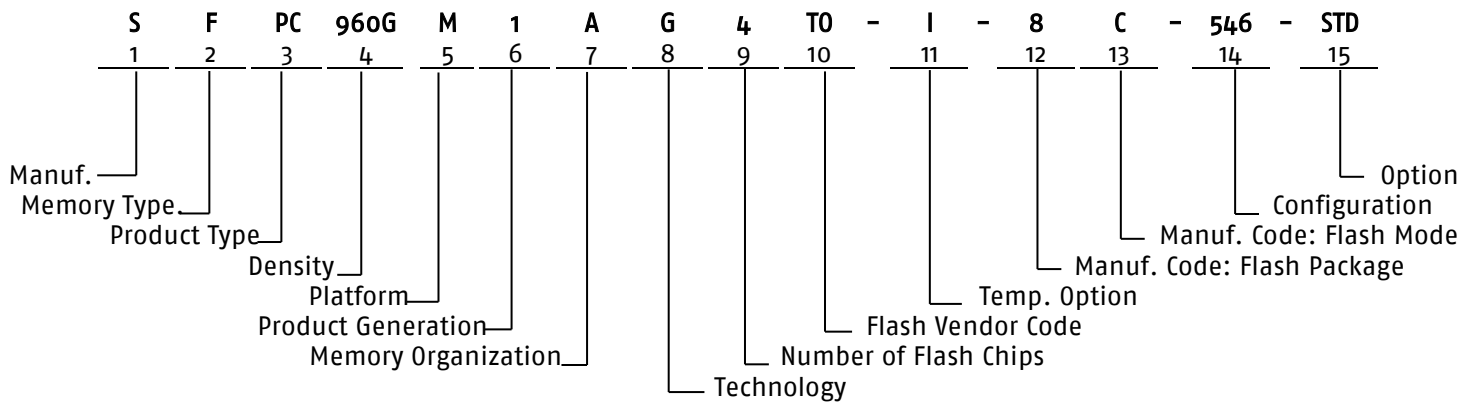 S F PC 960G M 1 A G 4 TO - I - 8 C - 546 - STD
1 2 3 4 5 6 7 8 9 10 11 12 13 14 15
Manuf. Option
Memory Type. Configuration
Product Type Manuf. Code: Flash Mode
Density Manuf. Code: Flash Package
Platform Temp. Option
Product Generation Flash Vendor Code
Memory Organization Number of Flash Chips
Technology